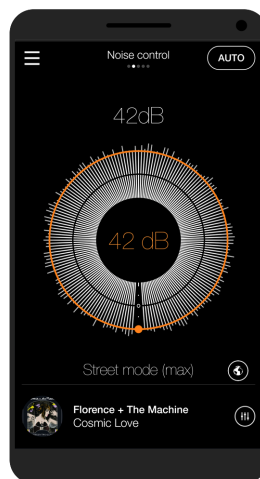 Noise control
AUTO
42dB
42 dB
Street mode (max)
Florence + The Machine
Cosmic Love